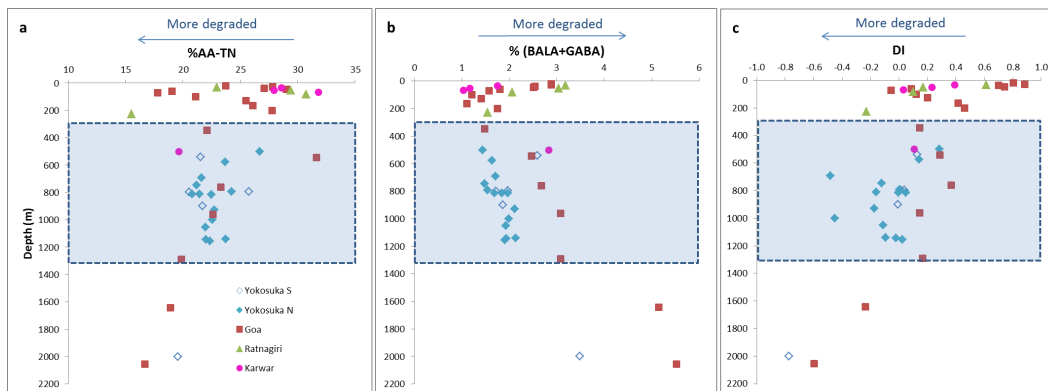 a
More degraded
%AA-TN
10 15 20 25 30 35
0
200
400
600
800
1000
1200
1400
1600
1800
2000
2200
Depth (m)
Yokosuka S
Yokosuka N
Goa
Ratnagiri
Karwar
b
More degraded
% (BALA+GABA)
0 1 2 3 4 5 6
0
200
400
600
800
1000
1200
1400
1600
1800
2000
2200
c
More degraded
DI
-1.0 -0.8 -0.6 -0.4 -0.2 0.0 0.2 0.4 0.6 0.8 1.0
0
200
400
600
800
1000
1200
1400
1600
1800
2000
2200
Depth (m)